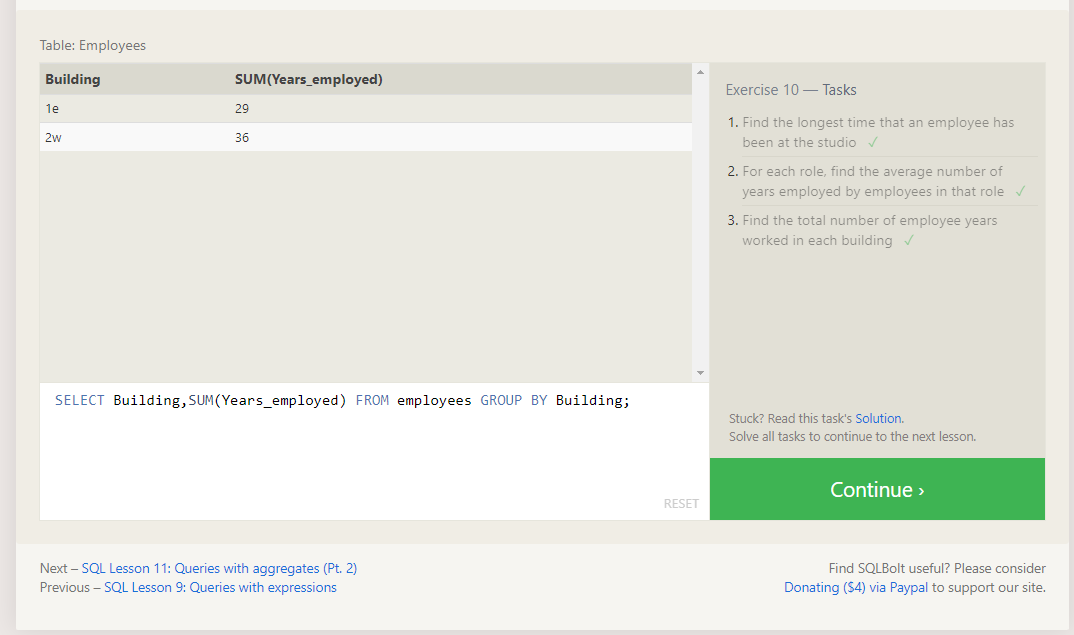 Table: Employees
Building SUM(Years_employed)
1e 29
2w 36
SELECT Building,SUM(Years_employed) FROM employees GROUP BY Building;
RESET
Exercise 10 — Tasks
1. Find the longest time that an employee has
been at the studio ✓
2. For each role, find the average number of
years employed by employees in that role ✓
3. Find the total number of employee years
worked in each building ✓
Stuck? Read this task's Solution.
Solve all tasks to continue to the next lesson.
Continue ›
Next – SQL Lesson 11: Queries with aggregates (Pt. 2)
Previous – SQL Lesson 9: Queries with expressions
Find SQLBolt useful? Please consider
Donating ($4) via Paypal to support our site.